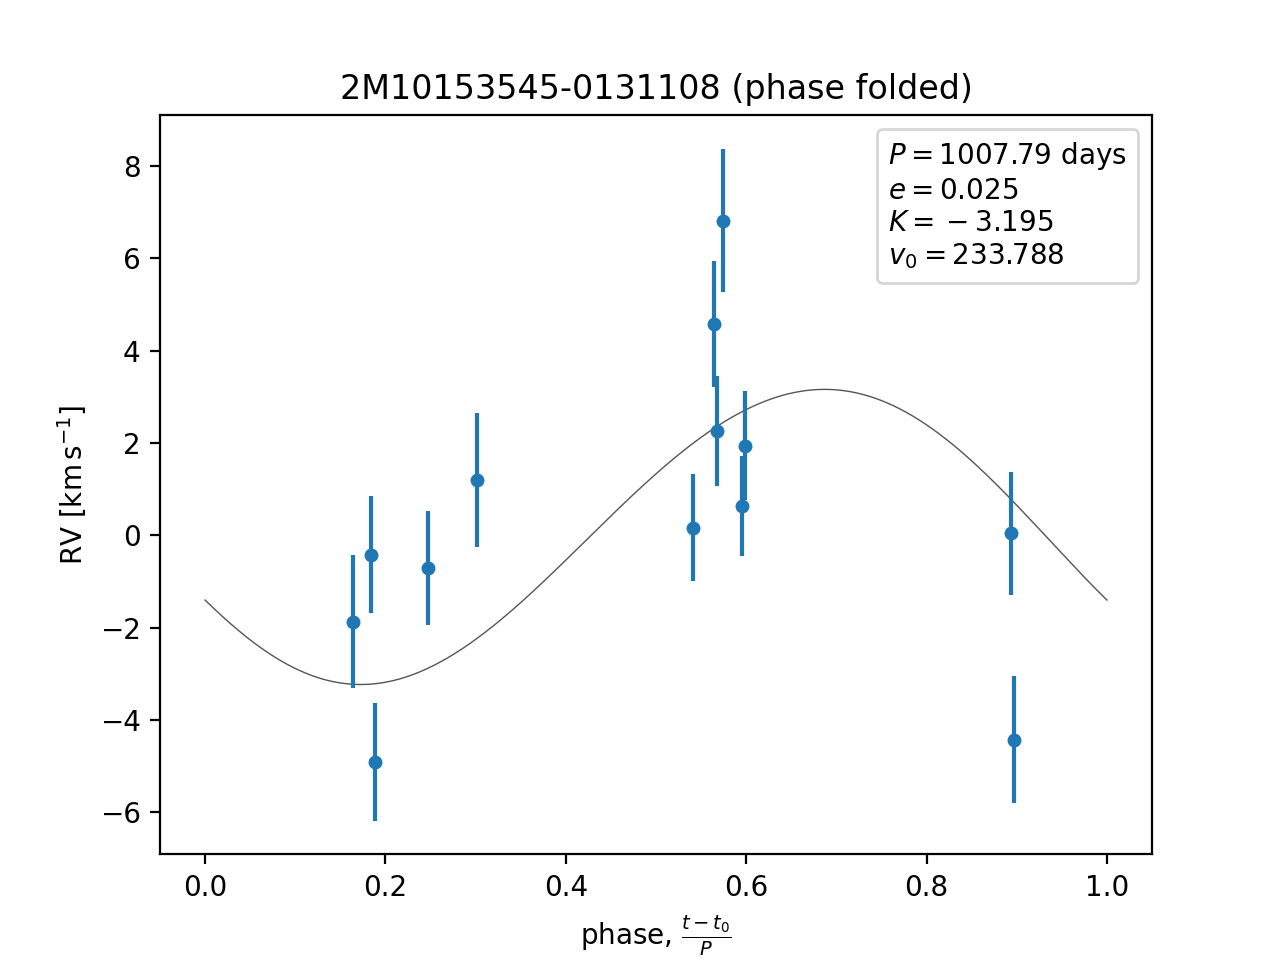 2M10153545-0131108 (phase folded)
P = 1007.79 days
e = 0.025
K = −3.195
v₀ = 233.788
RV [km s⁻¹]
8
6
4
2
0
−2
−4
−6
0.0 0.2 0.4 0.6 0.8 1.0
phase, (t − t₀)/P